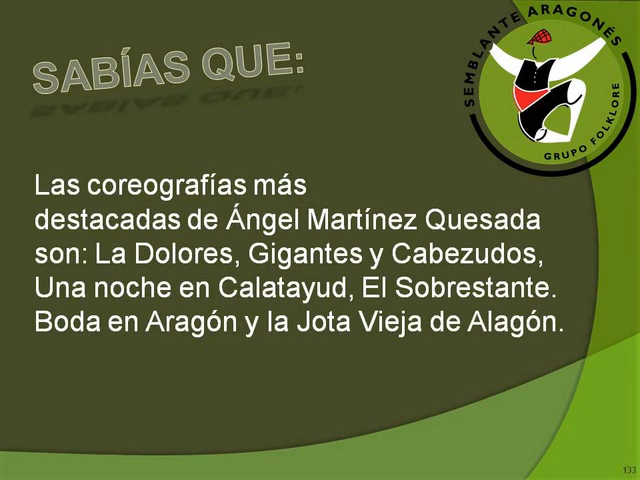 SABÍAS QUE:
SEMBLANTE ARAGONÉS
GRUPO FOLKLORE
Las coreografías más
destacadas de Ángel Martínez Quesada
son: La Dolores, Gigantes y Cabezudos,
Una noche en Calatayud, El Sobrestante.
Boda en Aragón y la Jota Vieja de Alagón.
133